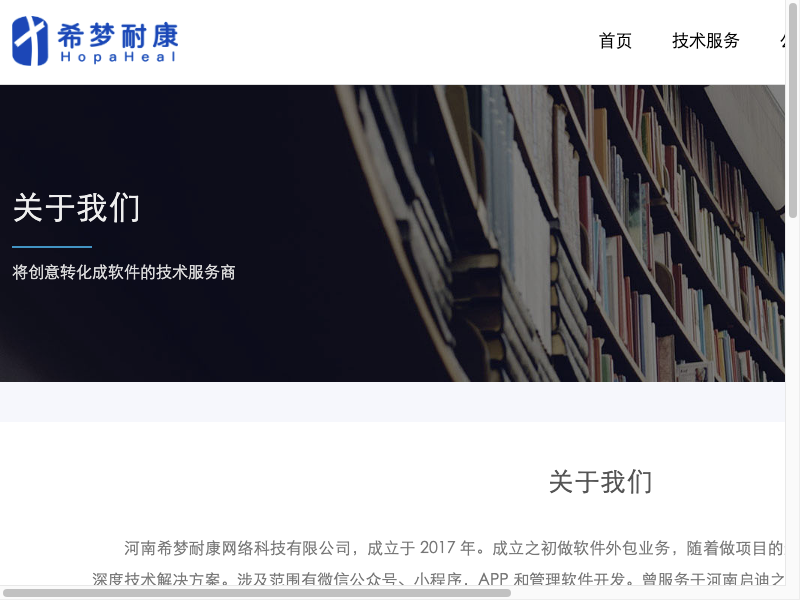 希梦耐康
HopaHeal
首页 技术服务
关于我们
将创意转化成软件的技术服务商
关于我们
河南希梦耐康网络科技有限公司，成立于 2017 年。成立之初做软件外包业务，随着做项目的
深度技术解决方案。涉及范围有微信公众号、小程序，APP 和管理软件开发。曾服务于河南启迪之